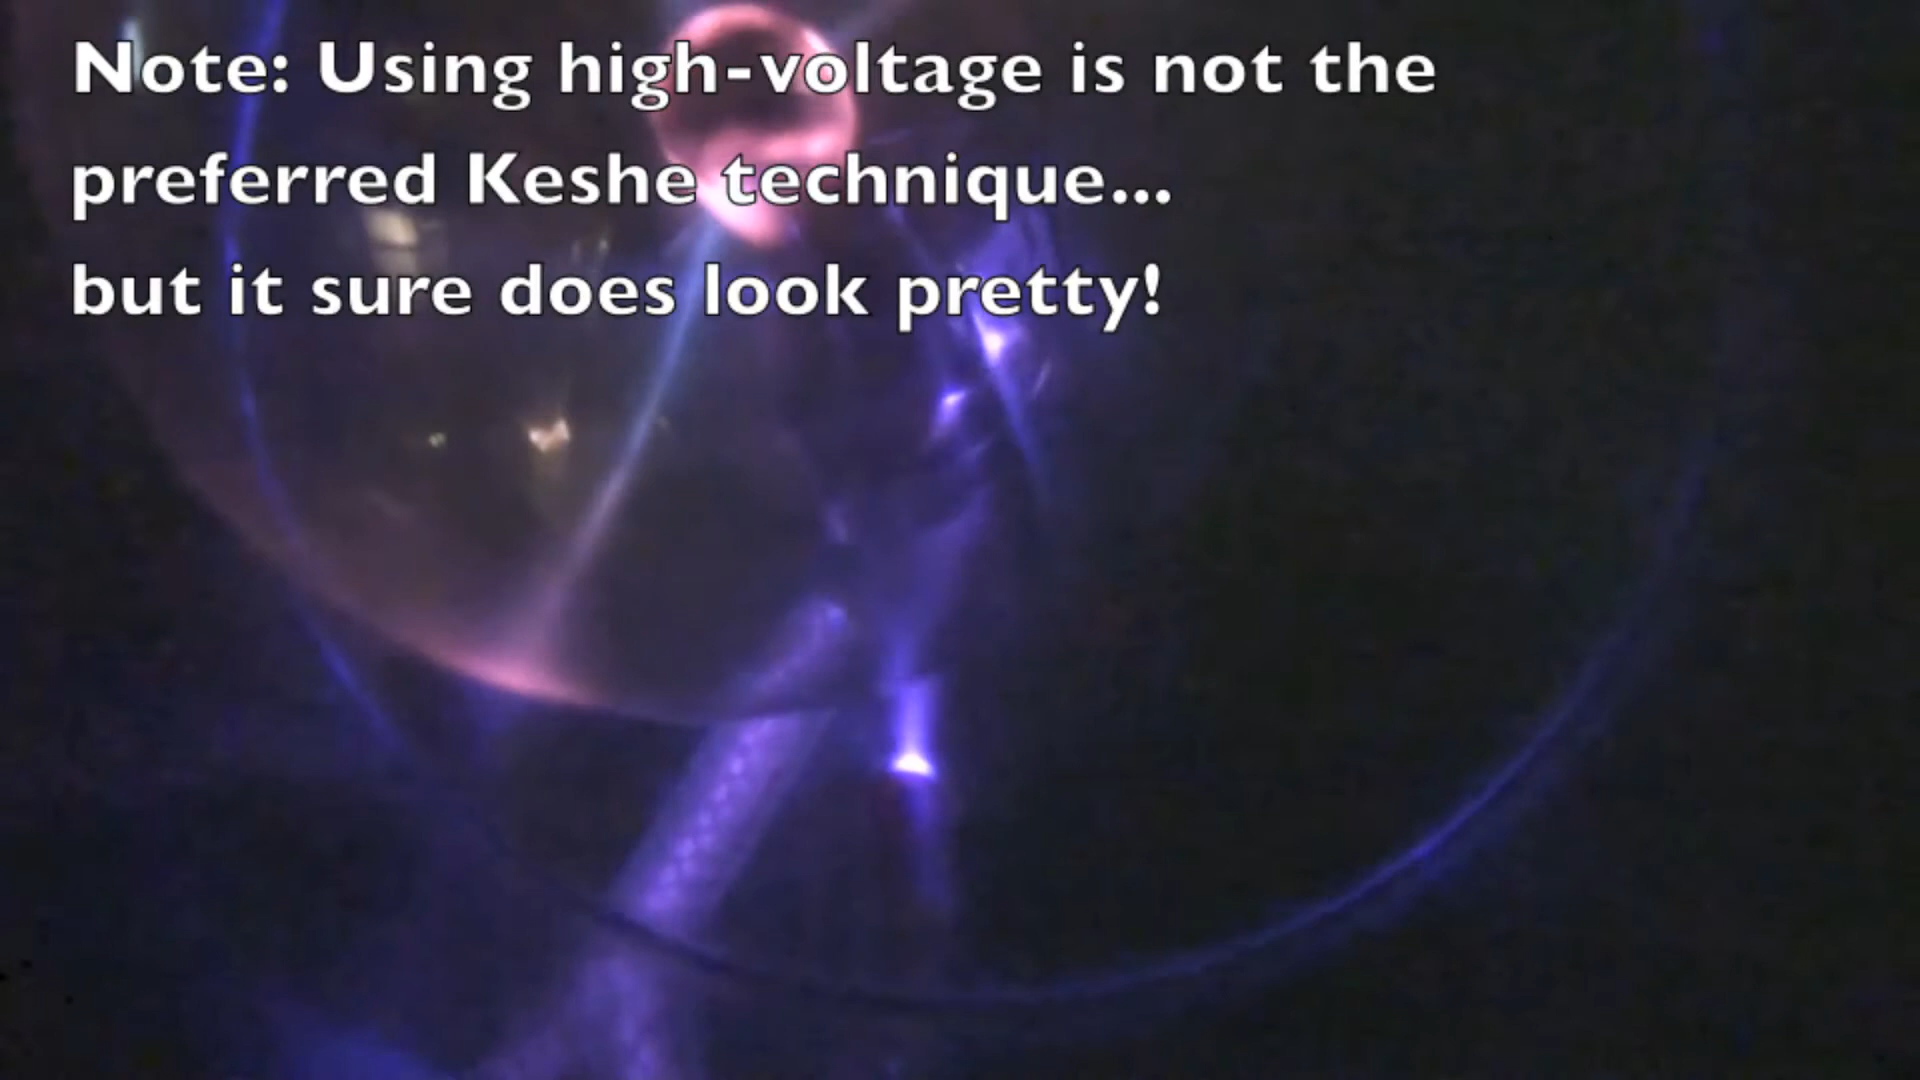 Note: Using high-voltage is not the
preferred Keshe technique...
but it sure does look pretty!